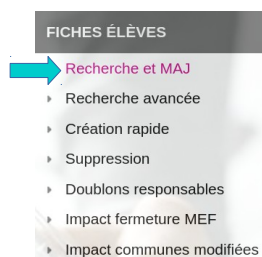 FICHES ÉLÈVES
Recherche et MAJ
Recherche avancée
Création rapide
Suppression
Doublons responsables
Impact fermeture MEF
Impact communes modifiées